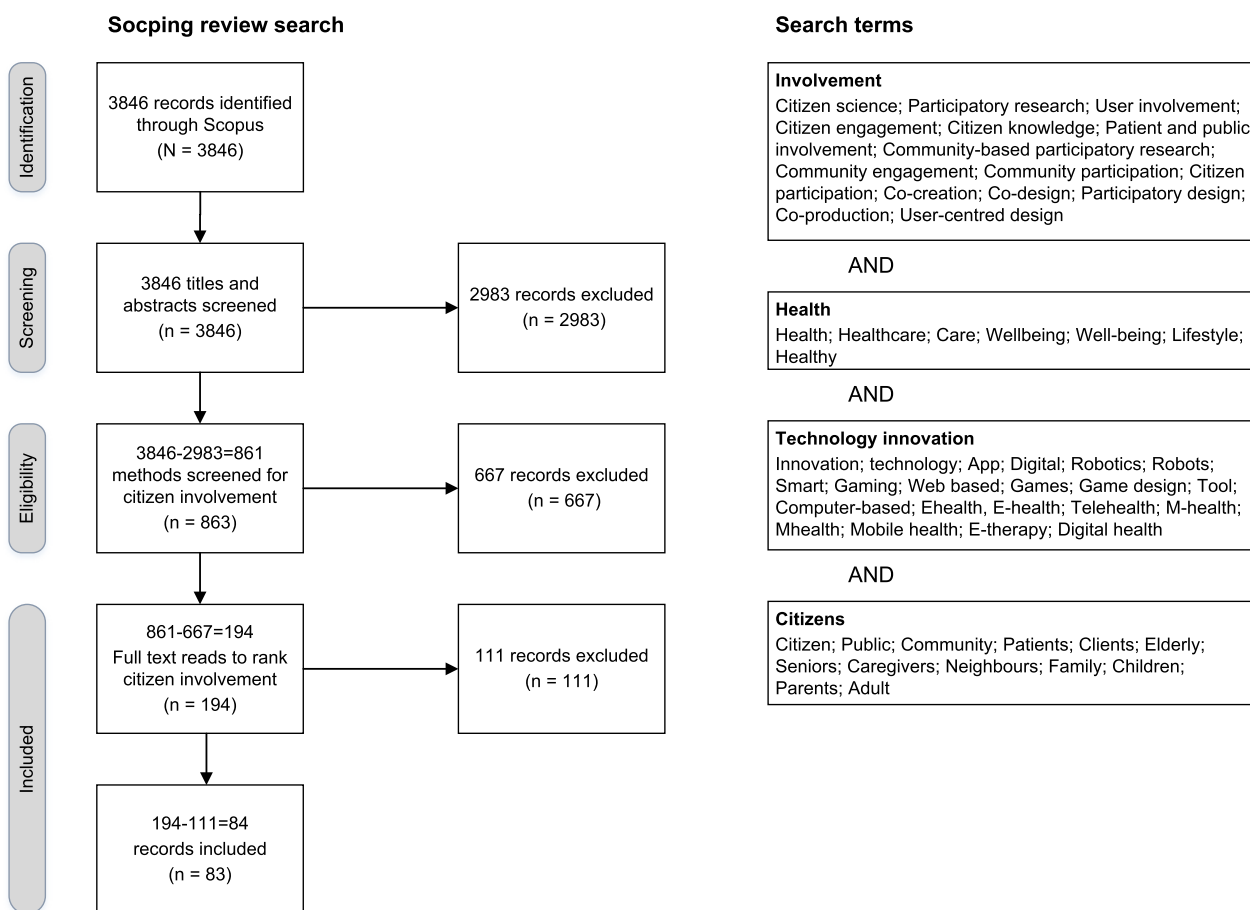 Socping review search
Identification
3846 records identified
through Scopus
(N = 3846)
Screening
3846 titles and
abstracts screened
(n = 3846)
2983 records excluded
(n = 2983)
Eligibility
3846-2983=861
methods screened for
citizen involvement
(n = 863)
667 records excluded
(n = 667)
Included
861-667=194
Full text reads to rank
citizen involvement
(n = 194)
111 records excluded
(n = 111)
194-111=84
records included
(n = 83)
Search terms
Involvement
Citizen science; Participatory research; User involvement;
Citizen engagement; Citizen knowledge; Patient and public
involvement; Community-based participatory research;
Community engagement; Community participation; Citizen
participation; Co-creation; Co-design; Participatory design;
Co-production; User-centred design
AND
Health
Health; Healthcare; Care; Wellbeing; Well-being; Lifestyle;
Healthy
AND
Technology innovation
Innovation; technology; App; Digital; Robotics; Robots;
Smart; Gaming; Web based; Games; Game design; Tool;
Computer-based; Ehealth, E-health; Telehealth; M-health;
Mhealth; Mobile health; E-therapy; Digital health
AND
Citizens
Citizen; Public; Community; Patients; Clients; Elderly;
Seniors; Caregivers; Neighbours; Family; Children;
Parents; Adult